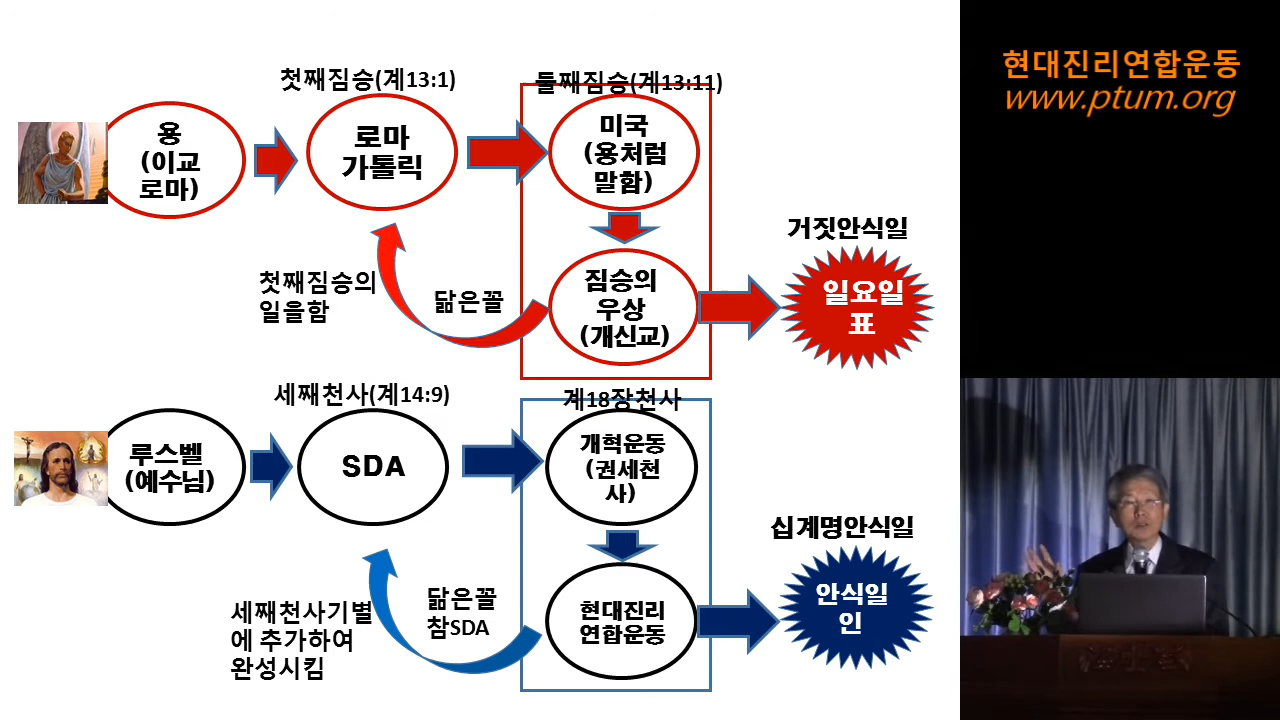 첫째짐승(계13:1)
둘째짐승(계13:11)
용
(이교
로마)
로마
가톨릭
미국
(용처럼
말함)
거짓안식일
첫째짐승의
일을함
닮은꼴
짐승의
우상
(개신교)
일요일
표
세째천사(계14:9)
계18장천사
루스벨
(예수님)
SDA
개혁운동
(권세천
사)
십계명안식일
세째천사기별
에 추가하여
완성시킴
닮은꼴
참SDA
현대진리
연합운동
안식일
인
현대진리연합운동
www.ptum.org